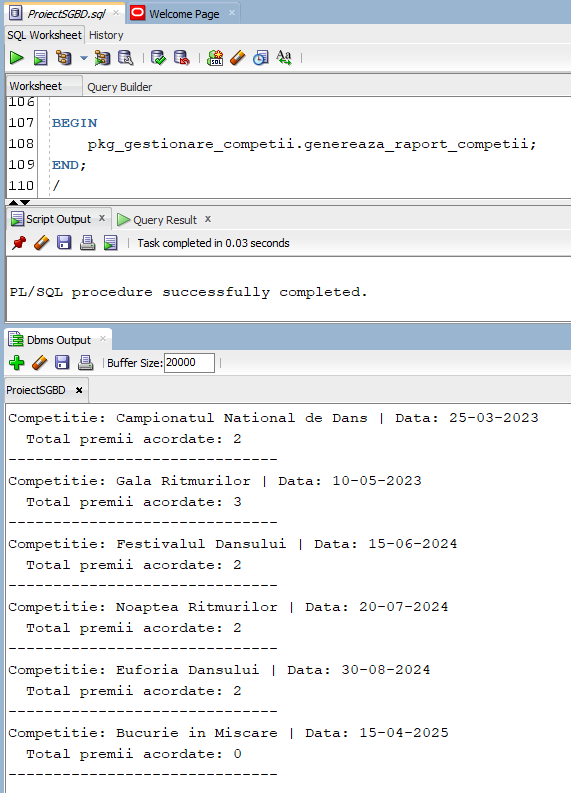 ProiectSGBD.sql × Welcome Page ×
SQL Worksheet History
Worksheet Query Builder
106
107 BEGIN
108     pkg_gestionare_competii.genereaza_raport_competii;
109 END;
110 /
Script Output × Query Result ×
Task completed in 0.03 seconds
PL/SQL procedure successfully completed.
Dbms Output ×
Buffer Size: 20000
ProiectSGBD ×
Competitie: Campionatul National de Dans | Data: 25-03-2023
  Total premii acordate: 2
------------------------------
Competitie: Gala Ritmurilor | Data: 10-05-2023
  Total premii acordate: 3
------------------------------
Competitie: Festivalul Dansului | Data: 15-06-2024
  Total premii acordate: 2
------------------------------
Competitie: Noaptea Ritmurilor | Data: 20-07-2024
  Total premii acordate: 2
------------------------------
Competitie: Euforia Dansului | Data: 30-08-2024
  Total premii acordate: 2
------------------------------
Competitie: Bucurie in Miscare | Data: 15-04-2025
  Total premii acordate: 0
------------------------------